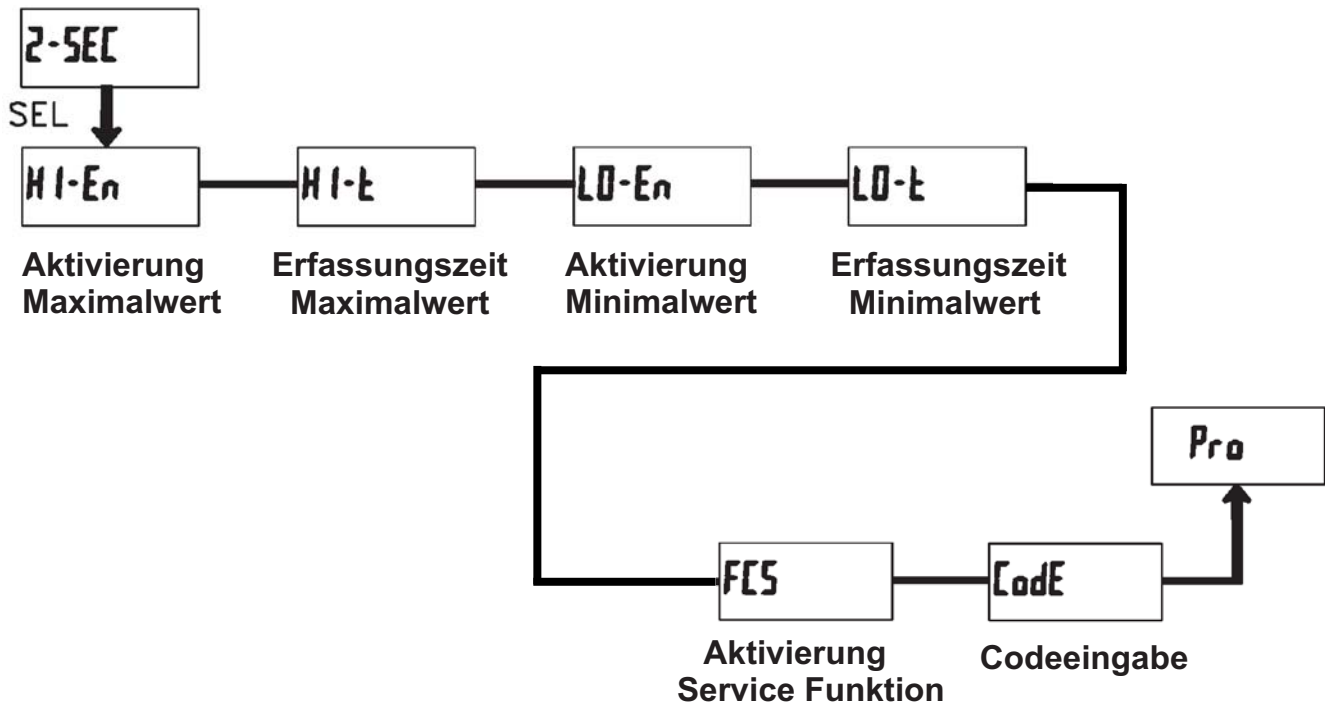 2-SEC
SEL
HI-En
HI-t
LO-En
LO-t
Aktivierung
Maximalwert
Erfassungszeit
Maximalwert
Aktivierung
Minimalwert
Erfassungszeit
Minimalwert
Pro
FCS
CodE
Aktivierung
Service Funktion
Codeeingabe